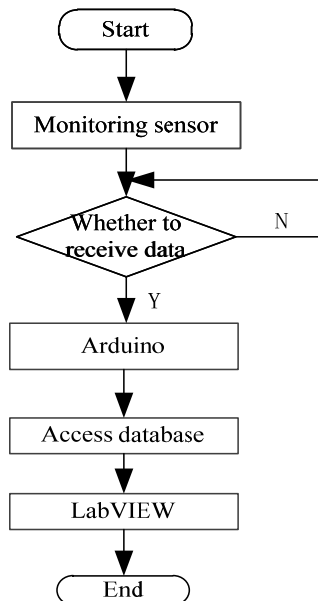 Start
Monitoring sensor
Whether to
receive data
N
Y
Arduino
Access database
LabVIEW
End